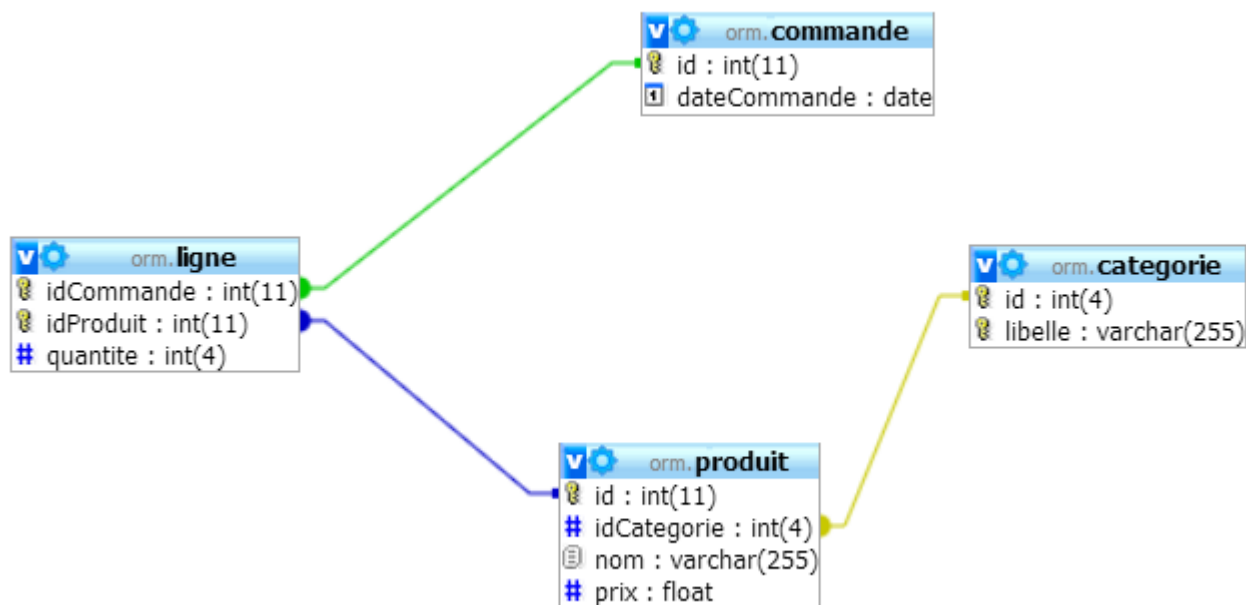 orm.commande
id : int(11)
dateCommande : date
orm.ligne
idCommande : int(11)
idProduit : int(11)
# quantite : int(4)
orm.categorie
id : int(4)
libelle : varchar(255)
orm.produit
id : int(11)
# idCategorie : int(4)
nom : varchar(255)
# prix : float